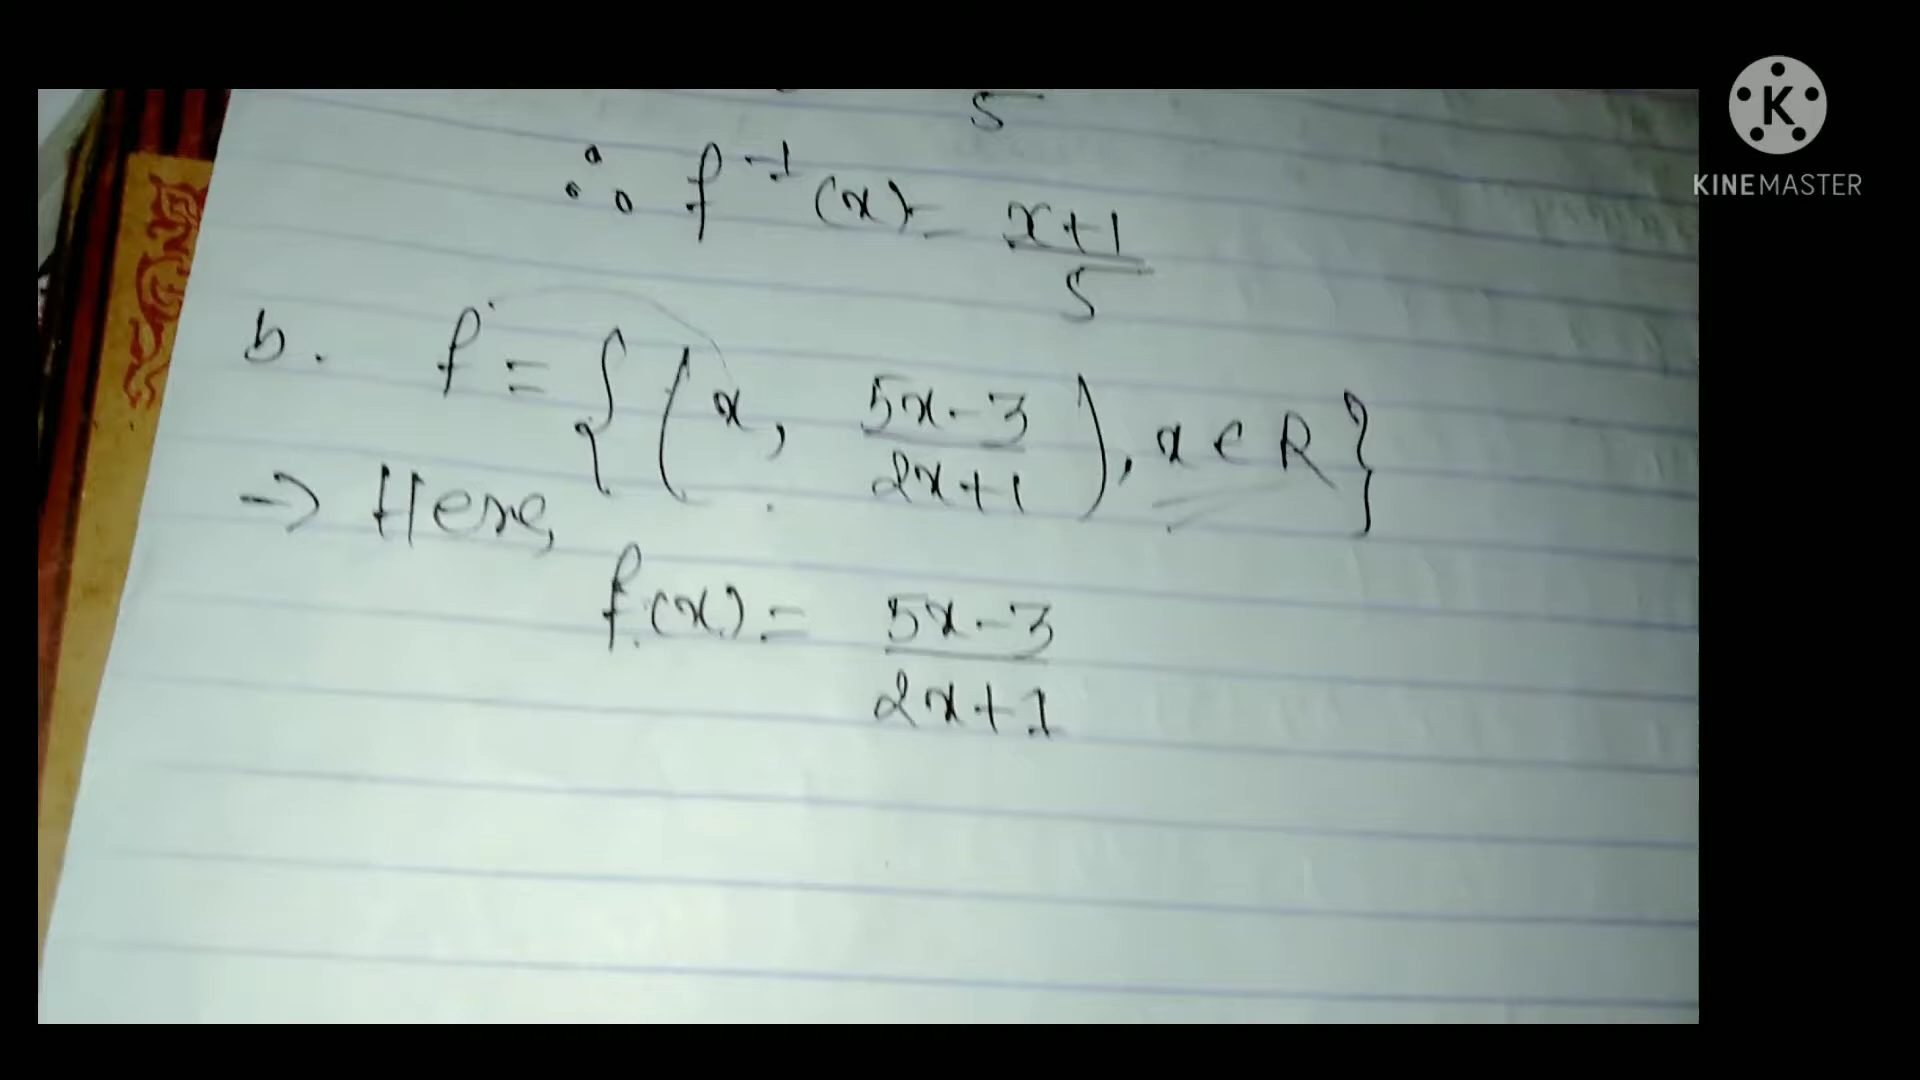 5
∴ f⁻¹(x) = (x+1)/5
b. f = {(x, (5x-3)/(2x+1)), x ∈ R}
→ Here,
f(x) = (5x-3)/(2x+1)
K
KINEMASTER